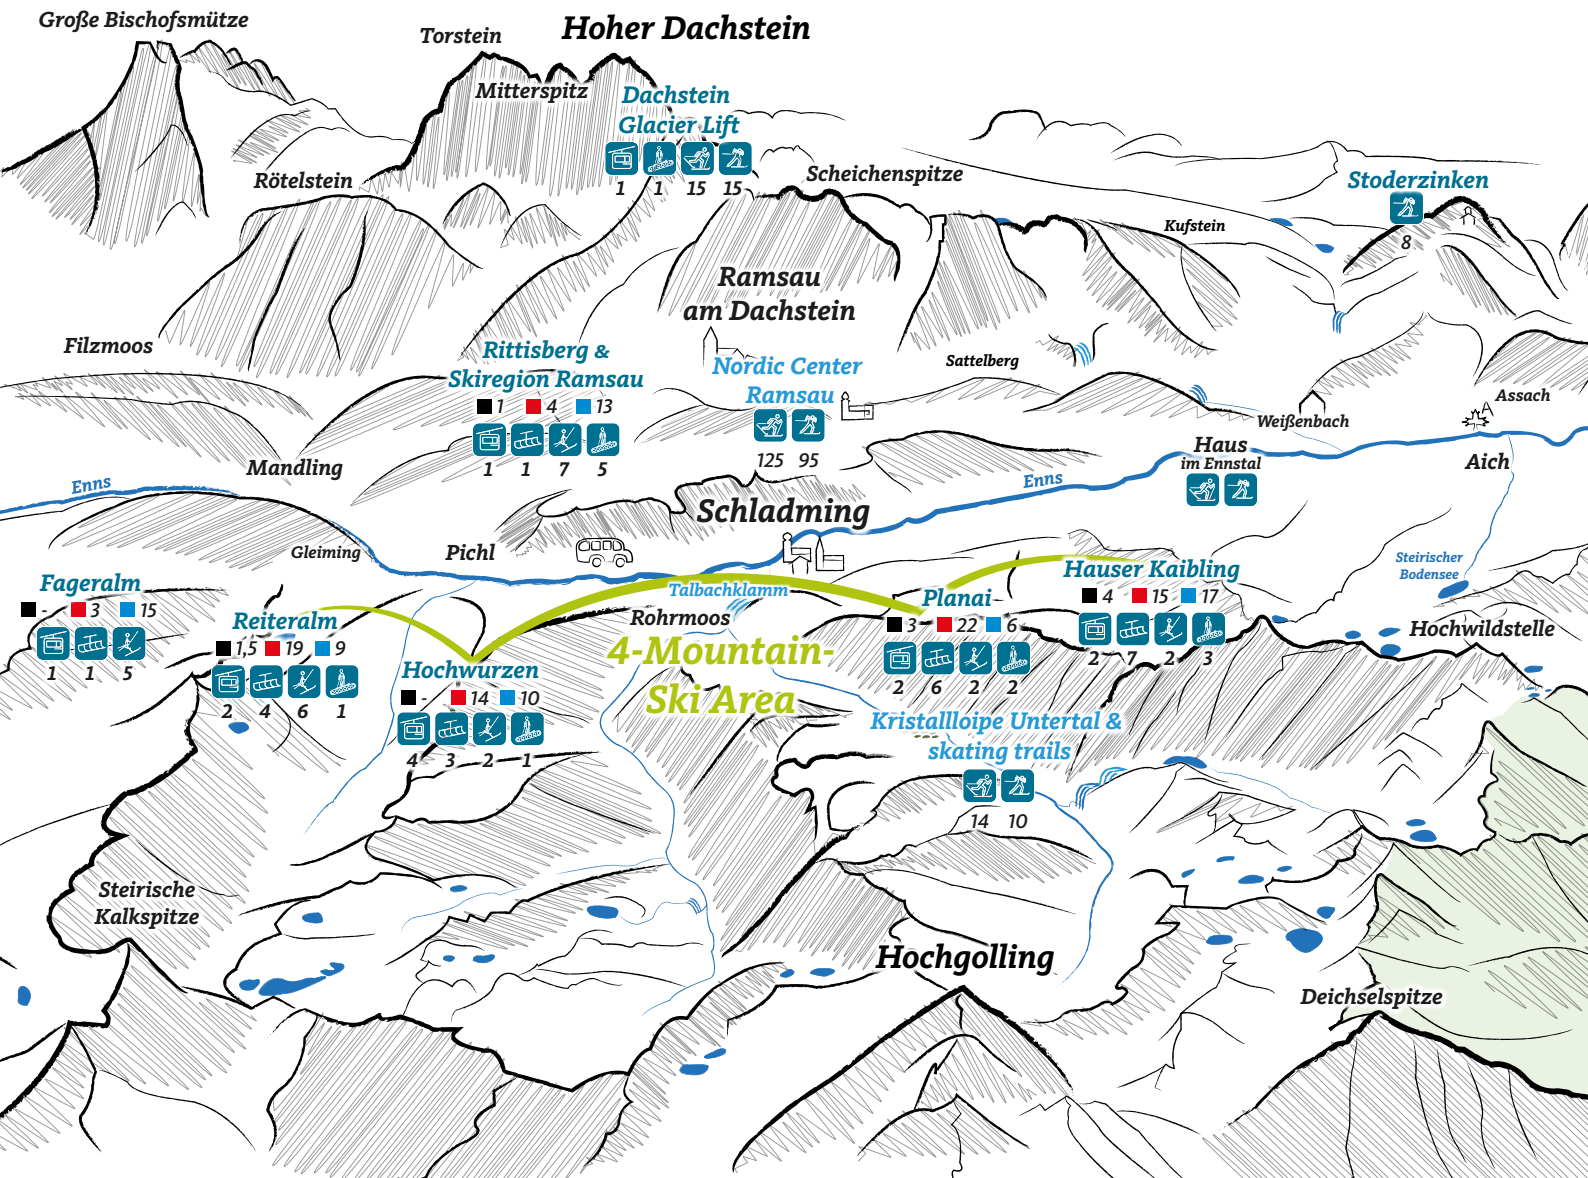 Große Bischofsmütze
Torstein
Hoher Dachstein
Mitterspitz
Dachstein
Glacier Lift
1 1 15 15
Rötelstein
Scheichenspitze
Stoderzinken
8
Kufstein
Ramsau
am Dachstein
Filzmoos
Rittisberg &
Skiregion Ramsau
1 4 13
1 1 7 5
Nordic Center
Ramsau
125 95
Sattelberg
Assach
Weißenbach
Haus
im Ennstal
Aich
Mandling
Enns
Enns
Schladming
Gleiming
Pichl
Steirischer
Bodensee
Fageralm
- 3 15
1 1 5
Reiteralm
1,5 19 9
2 4 6 1
Hochwurzen
- 14 10
4 3 2 1
Talbachklamm
Rohrmoos
4-Mountain-
Ski Area
Planai
3 22 6
2 6 2 2
Hauser Kaibling
4 15 17
2 7 2 3
Hochwildstelle
Kristallloipe Untertal &
skating trails
14 10
Steirische
Kalkspitze
Hochgolling
Deichselspitze